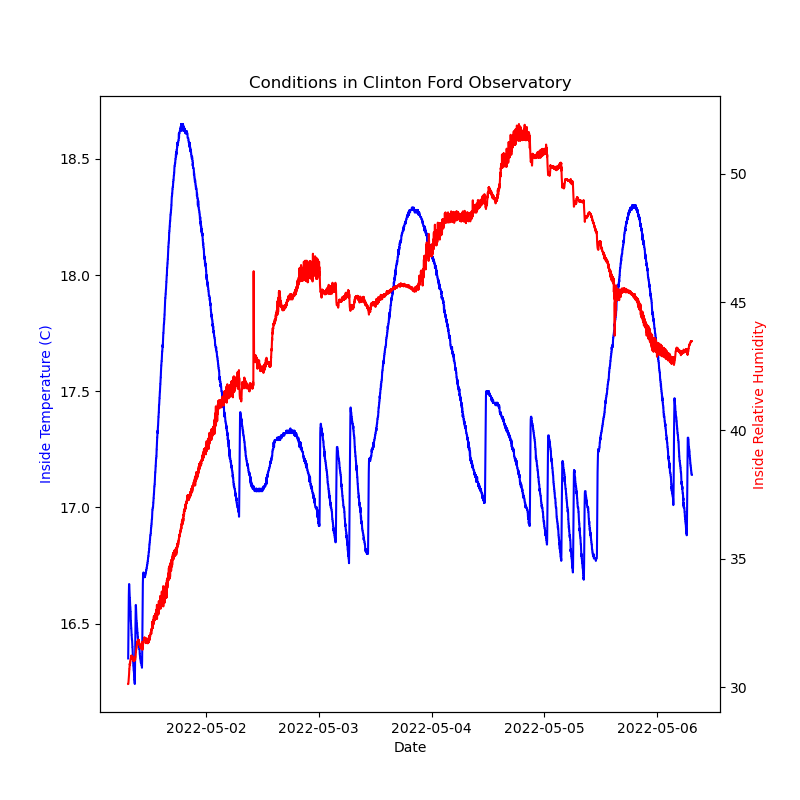 Conditions in Clinton Ford Observatory
18.5
18.0
17.5
17.0
16.5
Inside Temperature (C)
50
45
40
35
30
Inside Relative Humidity
2022-05-02 2022-05-03 2022-05-04 2022-05-05 2022-05-06
Date